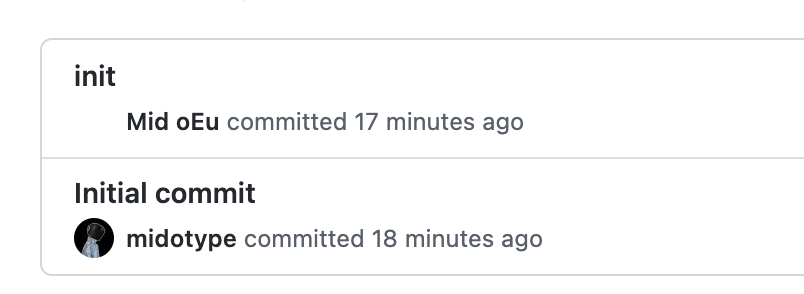 init
Mid oEu committed 17 minutes ago
Initial commit
midotype committed 18 minutes ago